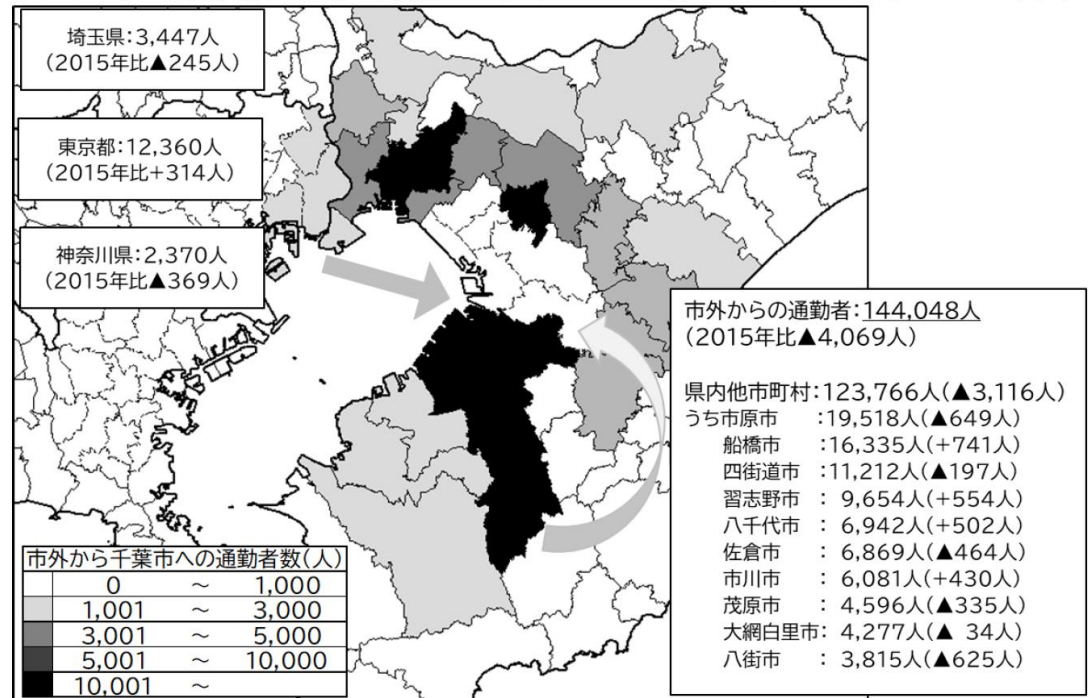 埼玉県:3,447人
(2015年比▲245人)
東京都:12,360人
(2015年比+314人)
神奈川県:2,370人
(2015年比▲369人)
市外からの通勤者:144,048人
(2015年比▲4,069人)
県内他市町村:123,766人(▲3,116人)
うち市原市 :19,518人(▲649人)
船橋市 :16,335人(+741人)
四街道市 :11,212人(▲197人)
習志野市 : 9,654人(+554人)
八千代市 : 6,942人(+502人)
佐倉市 : 6,869人(▲464人)
市川市 : 6,081人(+430人)
茂原市 : 4,596人(▲335人)
大網白里市: 4,277人(▲ 34人)
八街市 : 3,815人(▲625人)
市外から千葉市への通勤者数(人)
0 ~ 1,000
1,001 ~ 3,000
3,001 ~ 5,000
5,001 ~ 10,000
10,001 ~